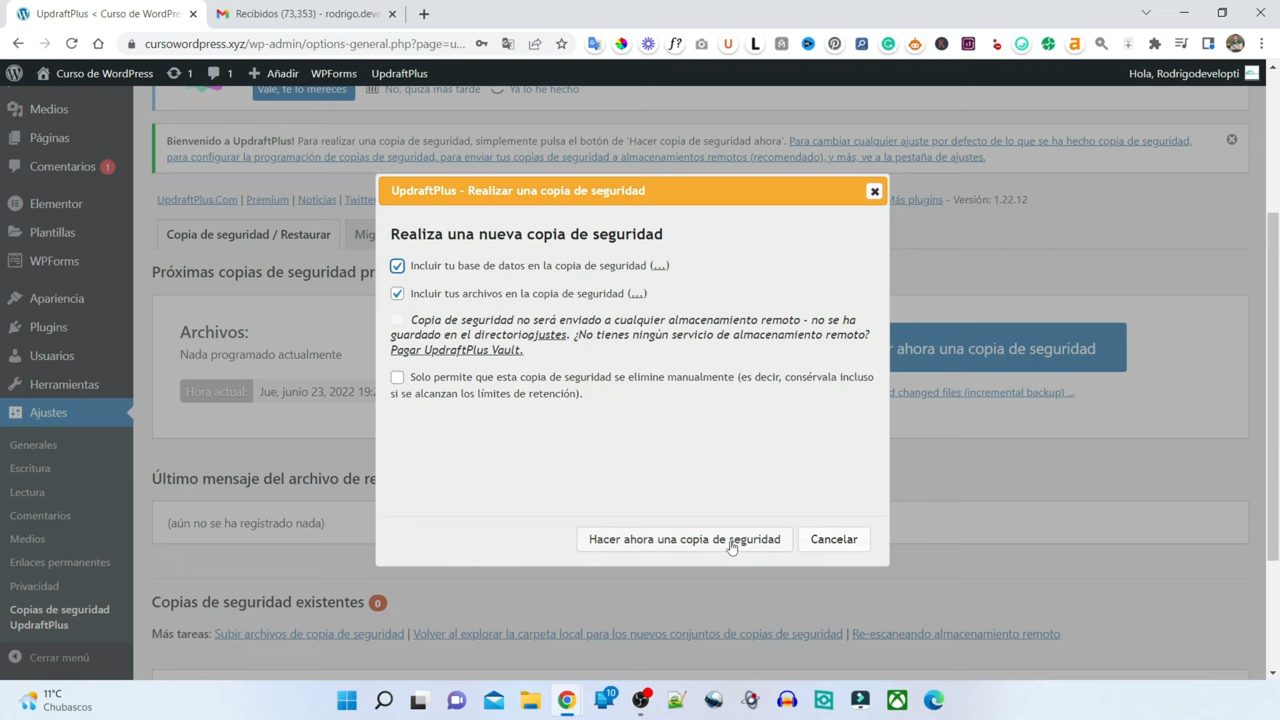 UpdraftPlus < Curso de WordPre
Recibidos (73,353) - rodrigo.deve
cursowordpress.xyz/wp-admin/options-general.php?page=u...
Curso de WordPress
1
1
Añadir
WPForms
UpdraftPlus
Hola, Rodrigodevelopti
Medios
Páginas
Comentarios 1
Elementor
Plantillas
WPForms
Apariencia
Plugins
Usuarios
Herramientas
Ajustes
Generales
Escritura
Lectura
Comentarios
Medios
Enlaces permanentes
Privacidad
Copias de seguridad
UpdraftPlus
Cerrar menú
Vale, te lo mereces
No, quizá más tarde
Ya lo he hecho
Bienvenido a UpdraftPlus! Para realizar una copia de seguridad, simplemente pulsa el botón de 'Hacer copia de seguridad ahora'. Para cambiar cualquier ajuste por defecto de lo que se ha hecho copia de seguridad,
para configurar la programación de copias de seguridad, para enviar tus copias de seguridad a almacenamientos remotos (recomendado), y más, ve a la pestaña de ajustes.
UpdraftPlus.Com | Premium | Noticias | Twitter
Más plugins - Versión: 1.22.12
Copia de seguridad / Restaurar
Mig
Próximas copias de seguridad pr
Archivos:
Nada programado actualmente
Hora actual: Jue, junio 23, 2022 19:2
ahora una copia de seguridad
d changed files (incremental backup) ...
Último mensaje del archivo de re
(aún no se ha registrado nada)
Copias de seguridad existentes 0
Más tareas: Subir archivos de copia de seguridad | Volver al explorar la carpeta local para los nuevos conjuntos de copias de seguridad | Re-escaneando almacenamiento remoto
UpdraftPlus - Realizar una copia de seguridad
Realiza una nueva copia de seguridad
Incluir tu base de datos en la copia de seguridad (...)
Incluir tus archivos en la copia de seguridad (...)
Copia de seguridad no será enviado a cualquier almacenamiento remoto - no se ha
guardado en el directorioajustes. ¿No tienes ningún servicio de almacenamiento remoto?
Pagar UpdraftPlus Vault.
Solo permite que esta copia de seguridad se elimine manualmente (es decir, consérvala incluso
si se alcanzan los límites de retención).
Hacer ahora una copia de seguridad
Cancelar
11°C
Chubascos
10